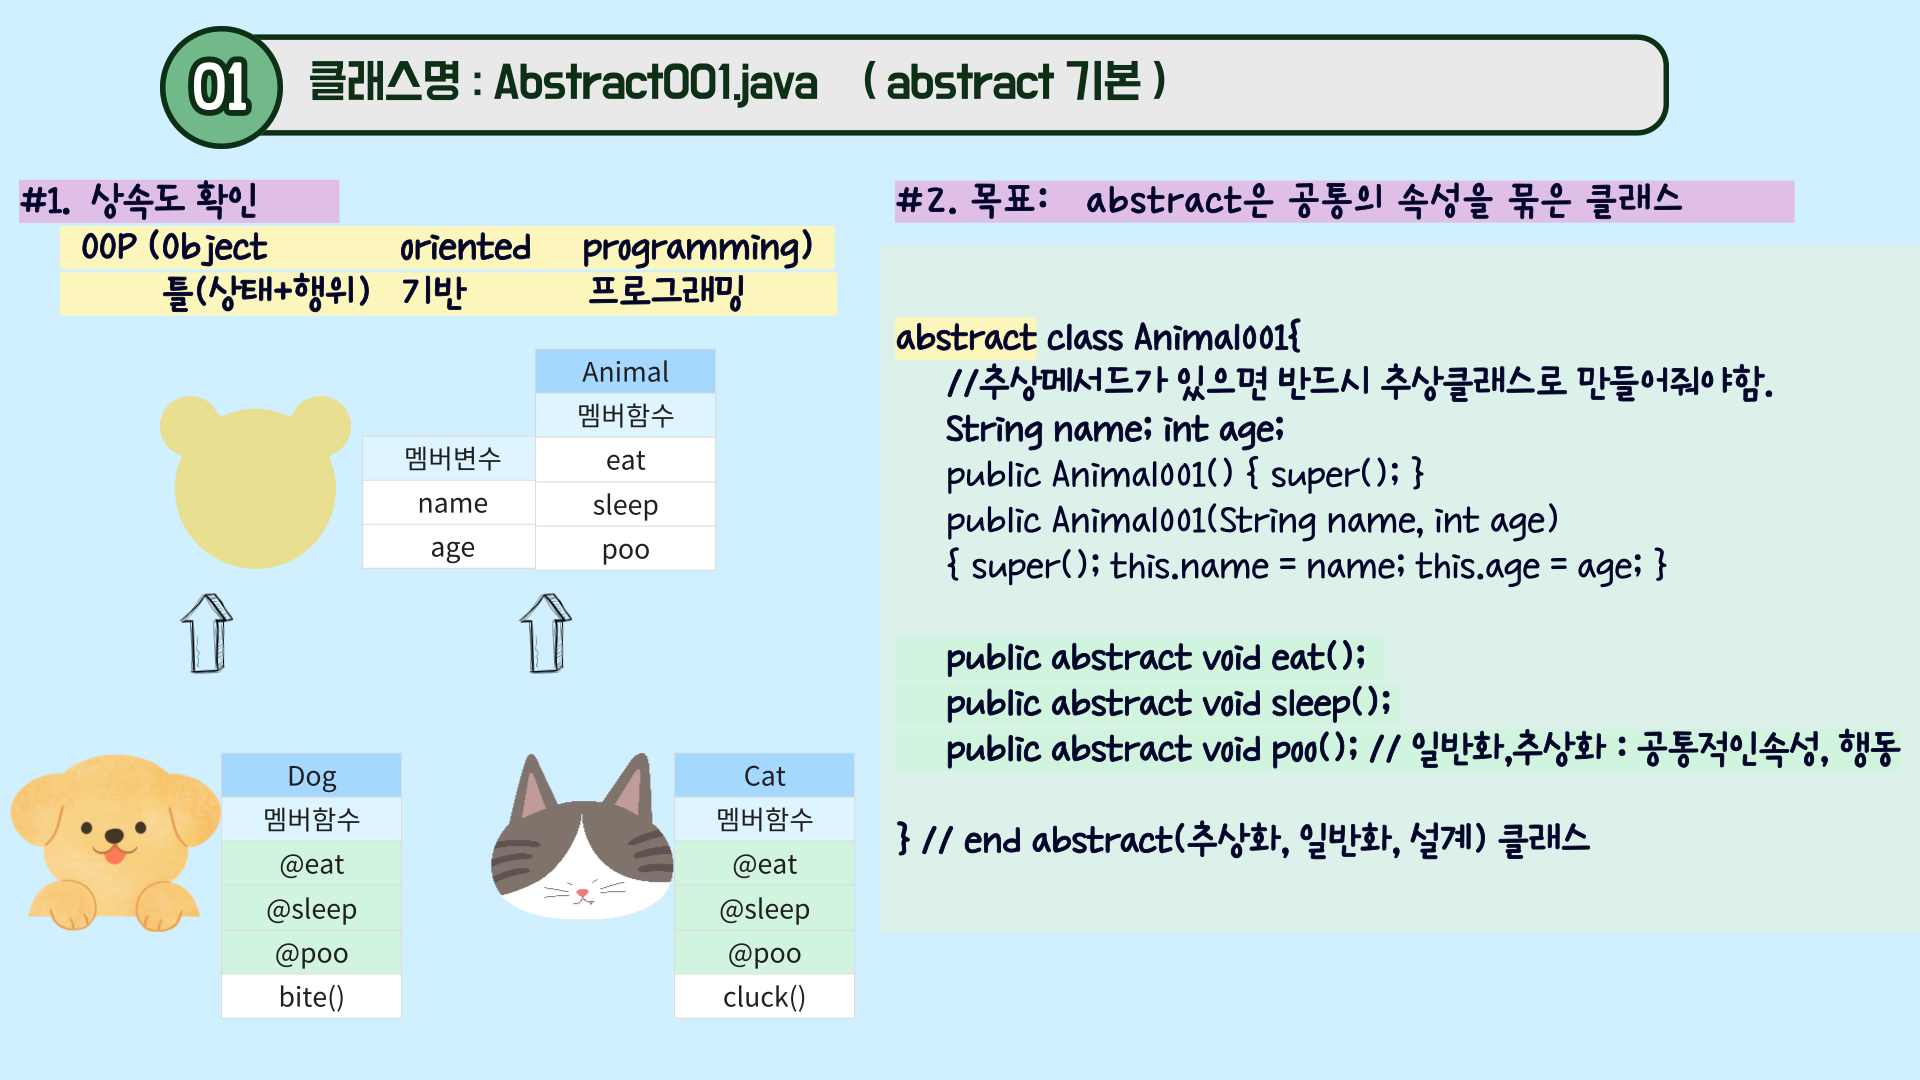 01
클래스명 : Abstract001.java ( abstract 기본 )
#1. 상속도 확인
OOP (Object oriented programming)
틀(상태+행위) 기반 프로그래밍
Animal
멤버함수
멤버변수 eat
name sleep
age poo
Dog
멤버함수
@eat
@sleep
@poo
bite()
Cat
멤버함수
@eat
@sleep
@poo
cluck()
#2. 목표: abstract은 공통의 속성을 묶은 클래스
abstract class Animal001{
//추상메서드가 있으면 반드시 추상클래스로 만들어줘야함.
String name; int age;
public Animal001() { super(); }
public Animal001(String name, int age)
{ super(); this.name = name; this.age = age; }
public abstract void eat();
public abstract void sleep();
public abstract void poo(); // 일반화,추상화 : 공통적인속성, 행동
} // end abstract(추상화, 일반화, 설계) 클래스